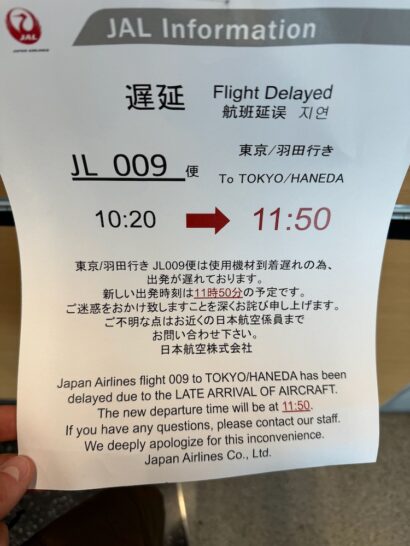 JAL
JAPAN AIRLINES
JAL Information
遅延 Flight Delayed
航班延误 지연
JL 009 便 東京/羽田行き
To TOKYO/HANEDA
10:20 11:50
東京/羽田行き JL009便は使用機材到着遅れの為、
出発が遅れております。
新しい出発時刻は11時50分の予定です。
ご迷惑をおかけ致しますことを深くお詫び申し上げます。
ご不明な点はお近くの日本航空係員まで
お問い合わせ下さい。
日本航空株式会社
Japan Airlines flight 009 to TOKYO/HANEDA has been
delayed due to the LATE ARRIVAL OF AIRCRAFT.
The new departure time will be at 11:50.
If you have any questions, please contact our staff.
We deeply apologize for this inconvenience.
Japan Airlines Co., Ltd.